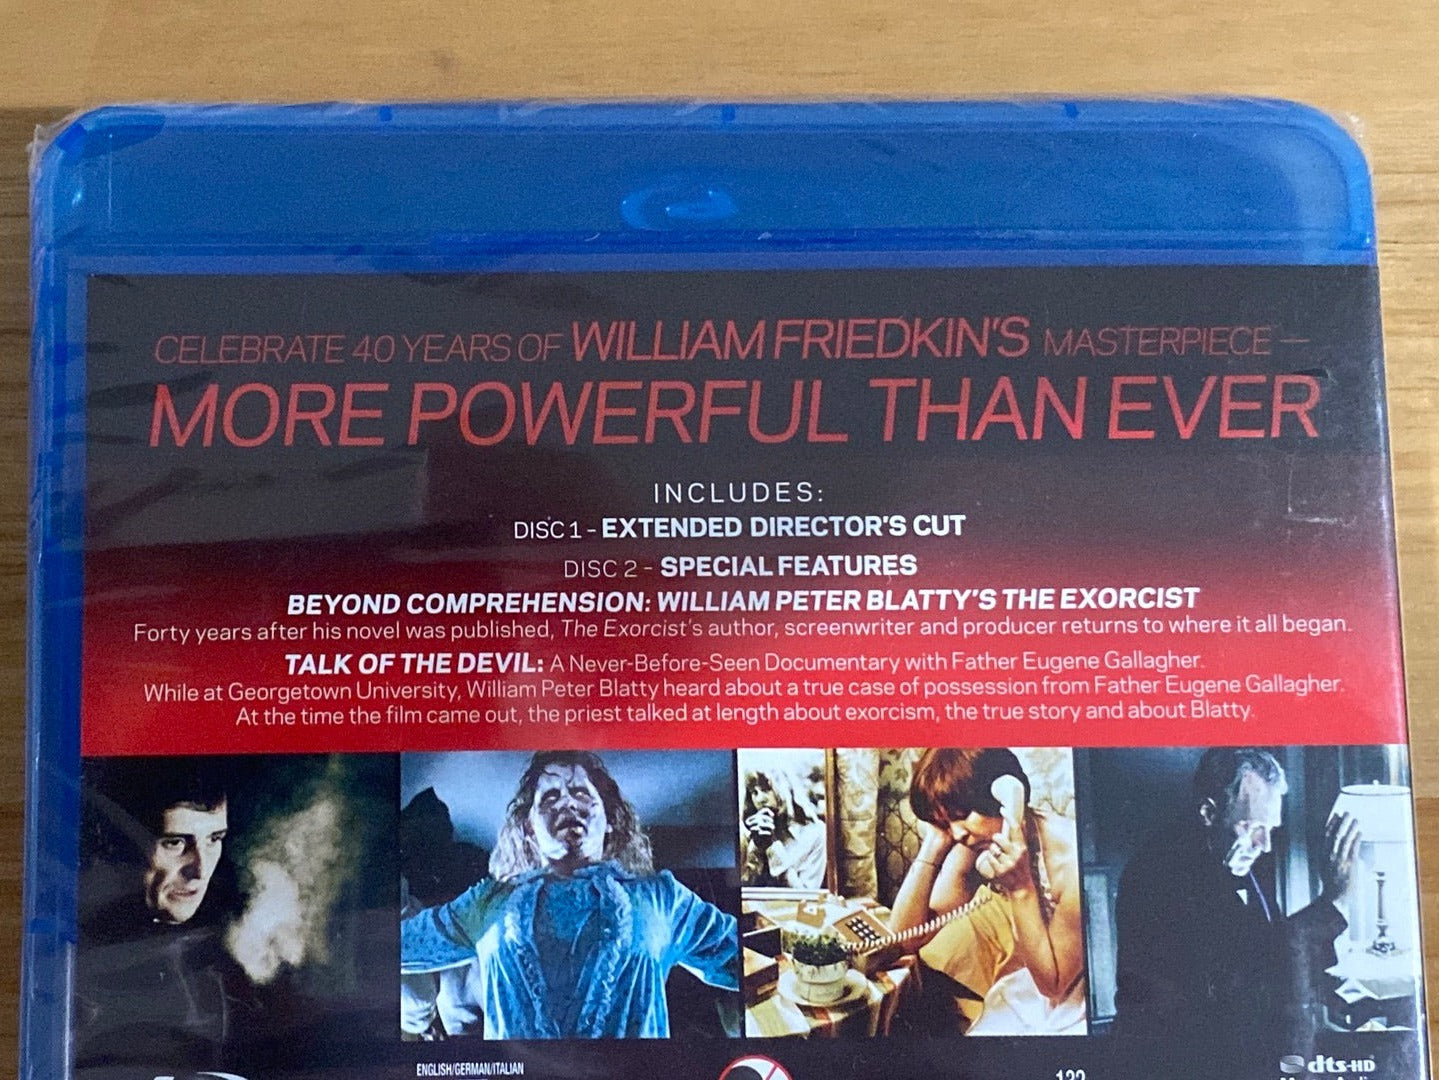 CELEBRATE 40 YEARS OF WILLIAM FRIEDKIN'S MASTERPIECE —
MORE POWERFUL THAN EVER
INCLUDES:
DISC 1 - EXTENDED DIRECTOR'S CUT
DISC 2 - SPECIAL FEATURES
BEYOND COMPREHENSION: WILLIAM PETER BLATTY'S THE EXORCIST
Forty years after his novel was published, The Exorcist's author, screenwriter and producer returns to where it all began.
TALK OF THE DEVIL: A Never-Before-Seen Documentary with Father Eugene Gallagher.
While at Georgetown University, William Peter Blatty heard about a true case of possession from Father Eugene Gallagher.
At the time the film came out, the priest talked at length about exorcism, the true story and about Blatty.
ENGLISH/GERMAN/ITALIAN
dts-HD